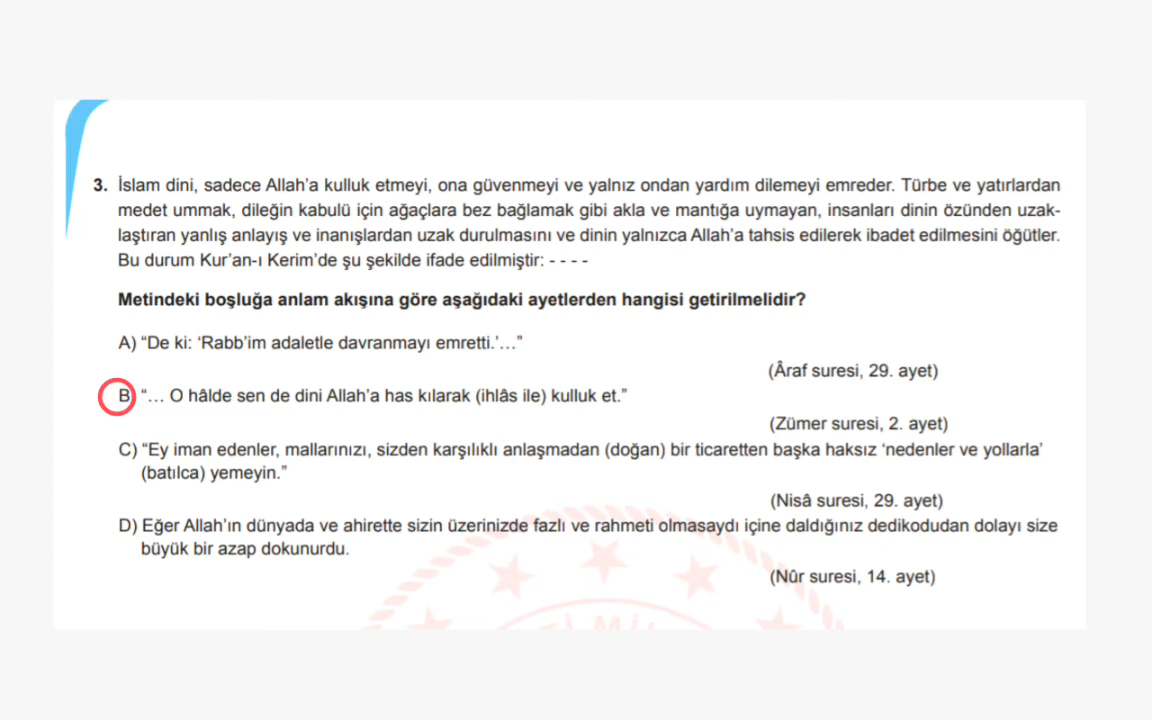 3. İslam dini, sadece Allah'a kulluk etmeyi, ona güvenmeyi ve yalnız ondan yardım dilemeyi emreder. Türbe ve yatırlardan
medet ummak, dileğin kabulü için ağaçlara bez bağlamak gibi akla ve mantığa uymayan, insanları dinin özünden uzak-
laştıran yanlış anlayış ve inanışlardan uzak durulmasını ve dinin yalnızca Allah'a tahsis edilerek ibadet edilmesini öğütler.
Bu durum Kur'an-ı Kerim'de şu şekilde ifade edilmiştir: - - - -
Metindeki boşluğa anlam akışına göre aşağıdaki ayetlerden hangisi getirilmelidir?
A) “De ki: ‘Rabb'im adaletle davranmayı emretti.’…”
(Âraf suresi, 29. ayet)
B) “… O hâlde sen de dini Allah'a has kılarak (ihlâs ile) kulluk et.”
(Zümer suresi, 2. ayet)
C) “Ey iman edenler, mallarınızı, sizden karşılıklı anlaşmadan (doğan) bir ticaretten başka haksız ‘nedenler ve yollarla’
(batılca) yemeyin.”
(Nisâ suresi, 29. ayet)
D) Eğer Allah'ın dünyada ve ahirette sizin üzerinizde fazlı ve rahmeti olmasaydı içine daldığınız dedikodudan dolayı size
büyük bir azap dokunurdu.
(Nûr suresi, 14. ayet)